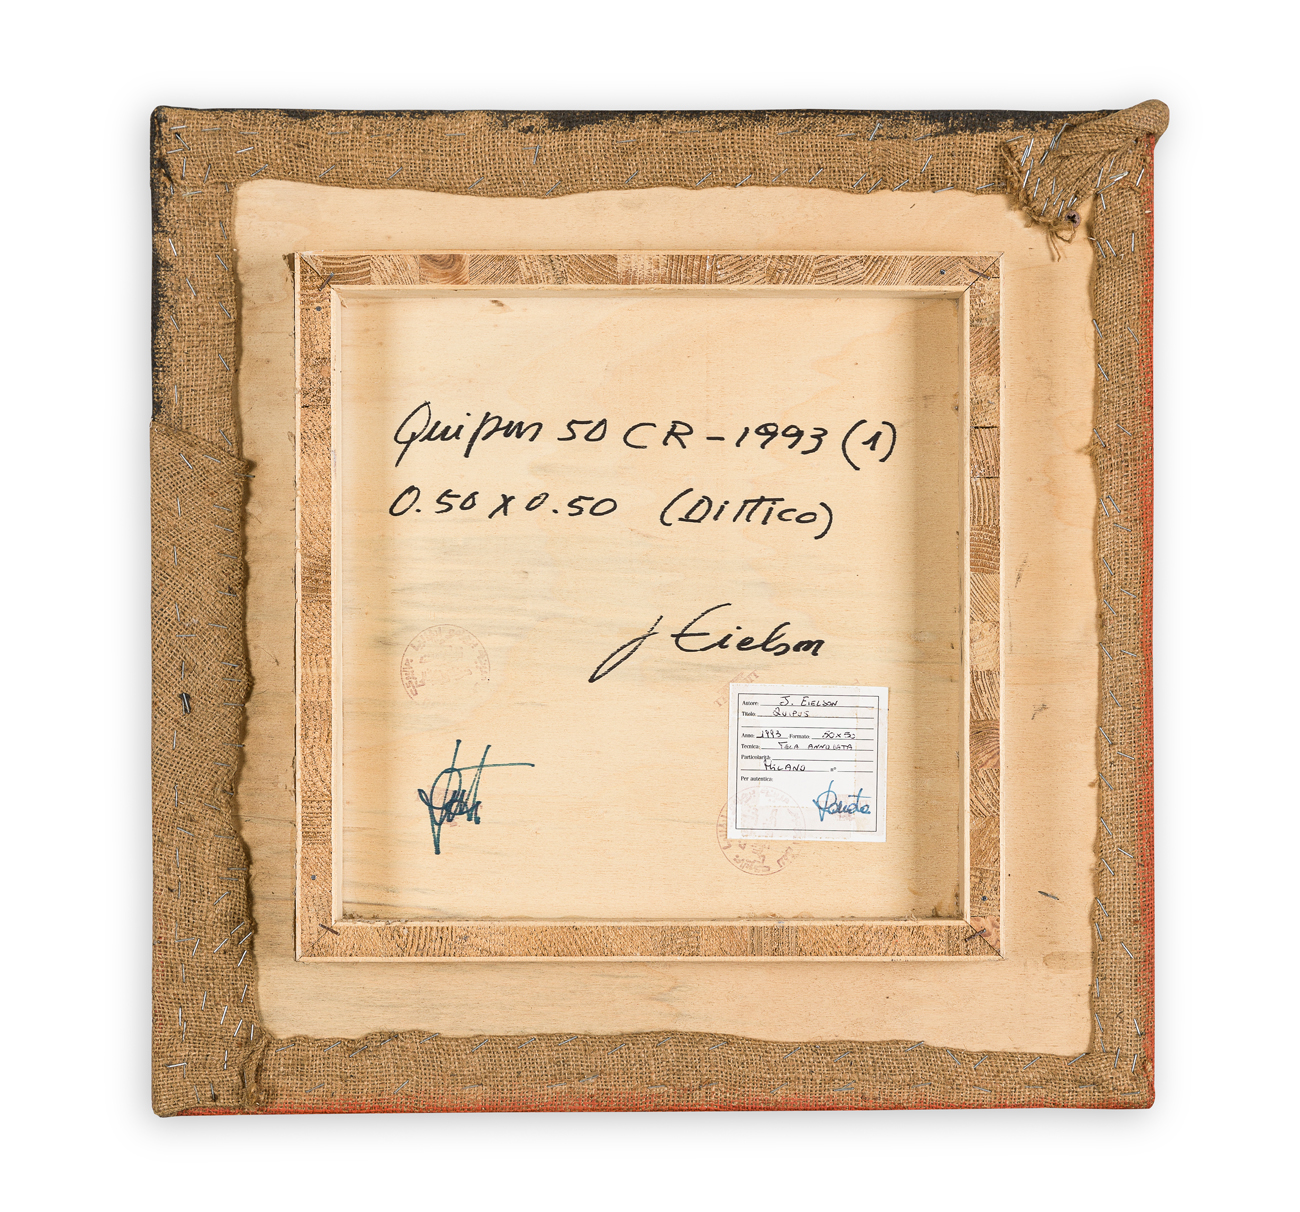 Quipus 50 CR - 1993 (1)
0.50 X 0.50 (Dittico)
J Eielson
Autore: J. EIELSON
Titolo: QUIPUS
Anno: 1993 Formato: 50 x 50
Tecnica: TELA ANNODATA
Particolarità:
MILANO
Per autentica: